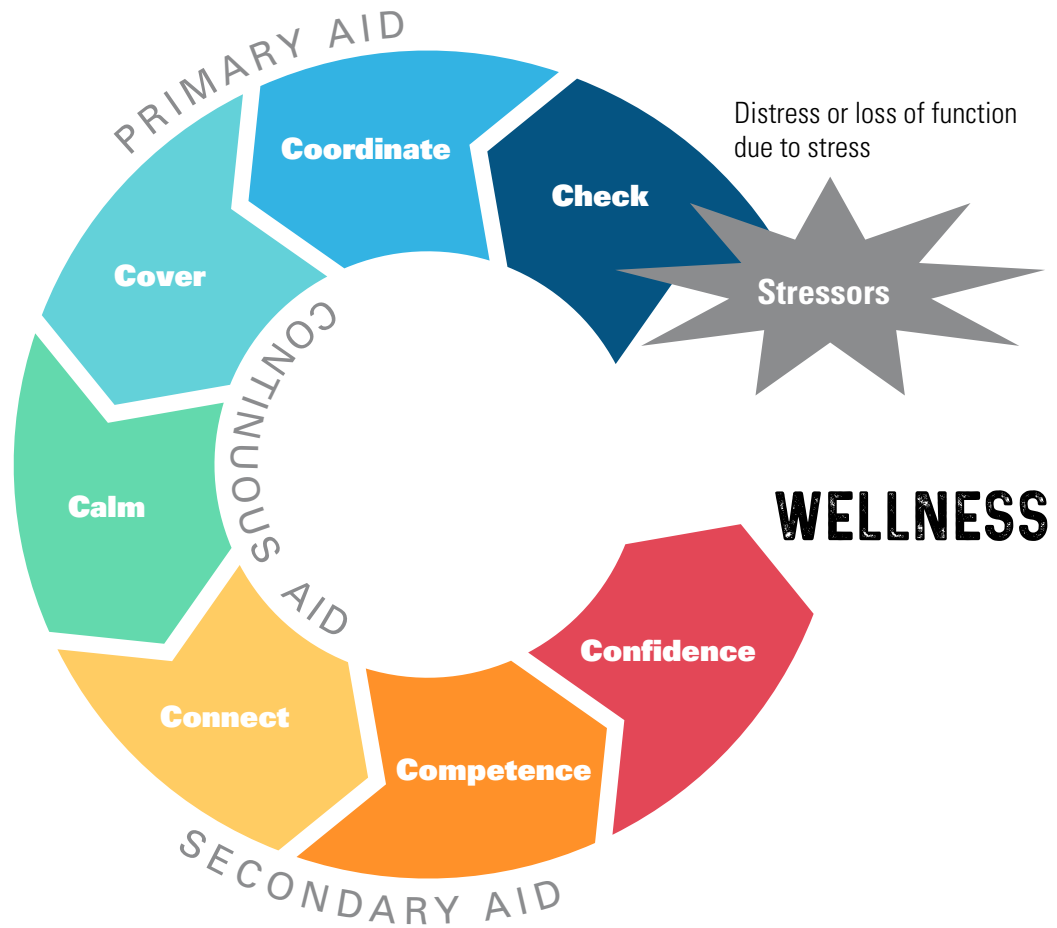 PRIMARY AID
Coordinate
Check
Distress or loss of function
due to stress
Stressors
Cover
CONTINUOUS AID
Calm
WELLNESS
Confidence
Connect
Competence
SECONDARY AID